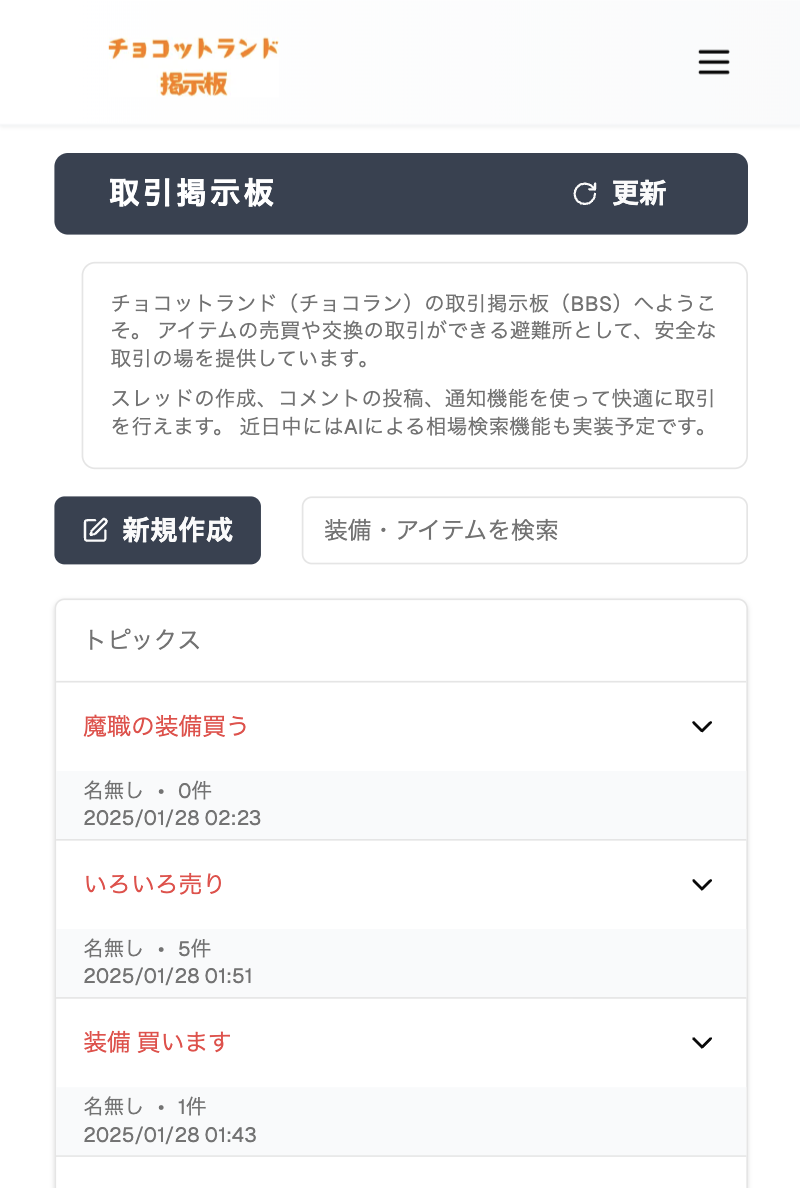 チョコットランド
掲示板
取引掲示板
更新
チョコットランド（チョコラン）の取引掲示板（BBS）へようこ
そ。 アイテムの売買や交換の取引ができる避難所として、安全な
取引の場を提供しています。
スレッドの作成、コメントの投稿、通知機能を使って快適に取引
を行えます。 近日中にはAIによる相場検索機能も実装予定です。
新規作成
装備・アイテムを検索
トピックス
魔職の装備買う
名無し ・ 0件
2025/01/28 02:23
いろいろ売り
名無し ・ 5件
2025/01/28 01:51
装備 買います
名無し ・ 1件
2025/01/28 01:43